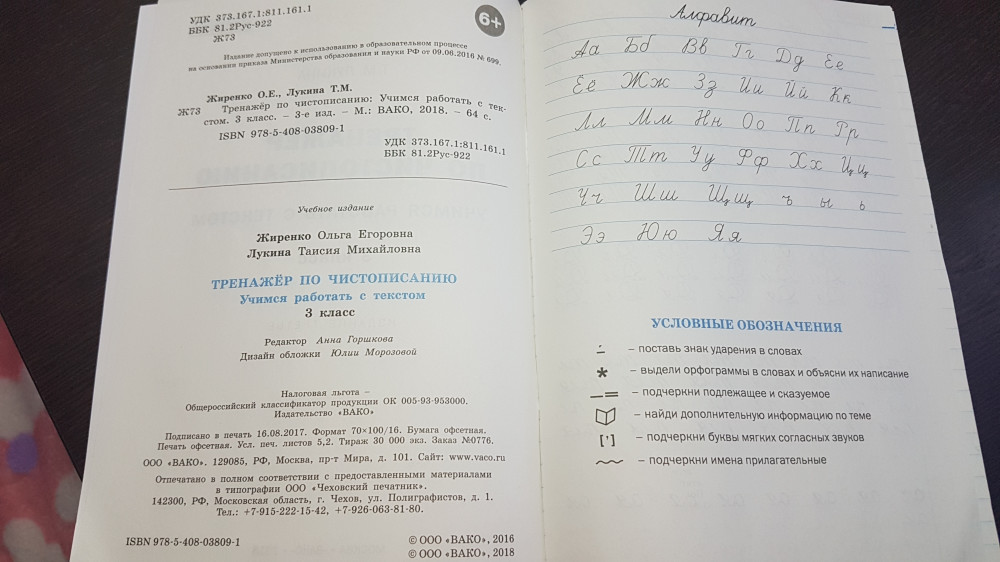 УДК 373.167.1:811.161.1
ББК 81.2Рус-922
Ж73
6+
Издание допущено к использованию в образовательном процессе
на основании приказа Министерства образования и науки РФ от 09.06.2016 № 699.
Жиренко О.Е., Лукина Т.М.
Ж73 Тренажёр по чистописанию: Учимся работать с тек-
стом. 3 класс. – 3-е изд. – М.: ВАКО, 2018. – 64 с.
ISBN 978-5-408-03809-1
УДК 373.167.1:811.161.1
ББК 81.2Рус-922
Учебное издание
Жиренко Ольга Егоровна
Лукина Таисия Михайловна
ТРЕНАЖЁР ПО ЧИСТОПИСАНИЮ
Учимся работать с текстом
3 класс
Редактор Анна Горшкова
Дизайн обложки Юлии Морозовой
Налоговая льгота –
Общероссийский классификатор продукции ОК 005-93-953000.
Издательство «ВАКО»
Подписано в печать 16.08.2017. Формат 70×100/16. Бумага офсетная.
Печать офсетная. Усл. печ. листов 5,2. Тираж 30 000 экз. Заказ №0776.
ООО «ВАКО». 129085, РФ, Москва, пр-т Мира, д. 101. Сайт: www.vaco.ru
Отпечатано в полном соответствии с предоставленными материалами
в типографии ООО «Чеховский печатник».
142300, РФ, Московская область, г. Чехов, ул. Полиграфистов, д. 1.
Тел.: +7-915-222-15-42, +7-926-063-81-80.
ISBN 978-5-408-03809-1
© ООО «ВАКО», 2016
© ООО «ВАКО», 2018
Алфавит
Аа Бб Вв Гг Дд Ее
Ёё Жж Зз Ии Йй Кк
Лл Мм Нн Оо Пп Рр
Сс Тт Уу Фф Хх Цц
Чч Шш Щщ ъ ы ь
Ээ Юю Яя
УСЛОВНЫЕ ОБОЗНАЧЕНИЯ
– поставь знак ударения в словах
* – выдели орфограммы в словах и объясни их написание
– подчеркни подлежащее и сказуемое
– найди дополнительную информацию по теме
[’] – подчеркни буквы мягких согласных звуков
– подчеркни имена прилагательные